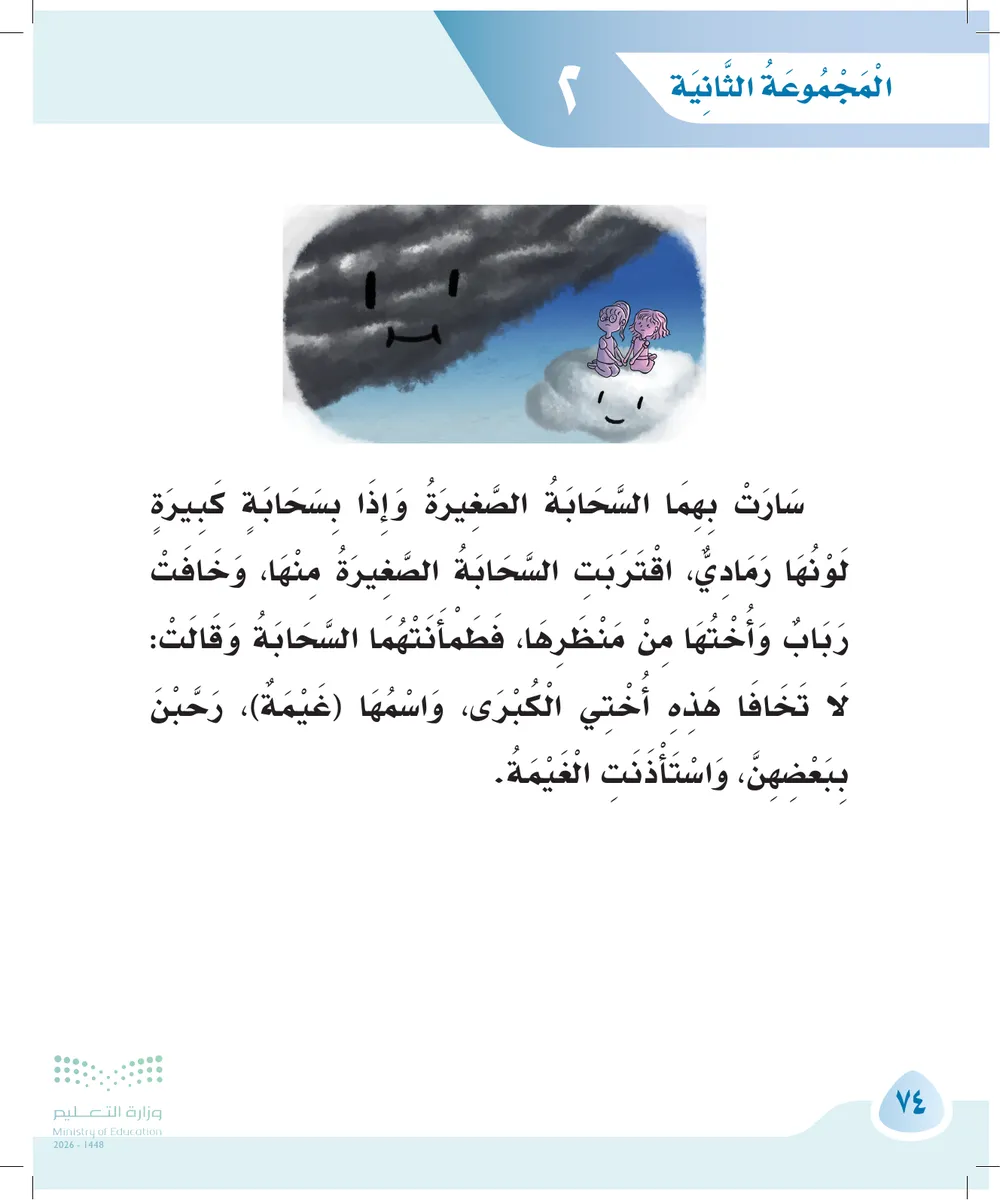 الْمَجْمُوعَةُ الثَّانِيَة
٢
سَارَتْ بِهِمَا السَّحَابَةُ الصَّغِيرَةُ وَإِذَا بِسَحَابَةٍ كَبِيرَةٍ
لَوْنُهَا رَمَادِيٌّ، اقْتَرَبَتِ السَّحَابَةُ الصَّغِيرَةُ مِنْهَا، وَخَافَتْ
رَبَابٌ وَأُخْتُهَا مِنْ مَنْظَرِهَا، فَطَمْأَنَتْهُمَا السَّحَابَةُ وَقَالَتْ:
لَا تَخَافَا هَذِهِ أُخْتِي الْكُبْرَى، وَاسْمُهَا (غَيْمَةٌ)، رَحَّبْنَ
بِبَعْضِهِنَّ، وَاسْتَأْذَنَتِ الْغَيْمَةُ.
وزارة التعليم
Ministry of Education
2026 - 1448
٧٤